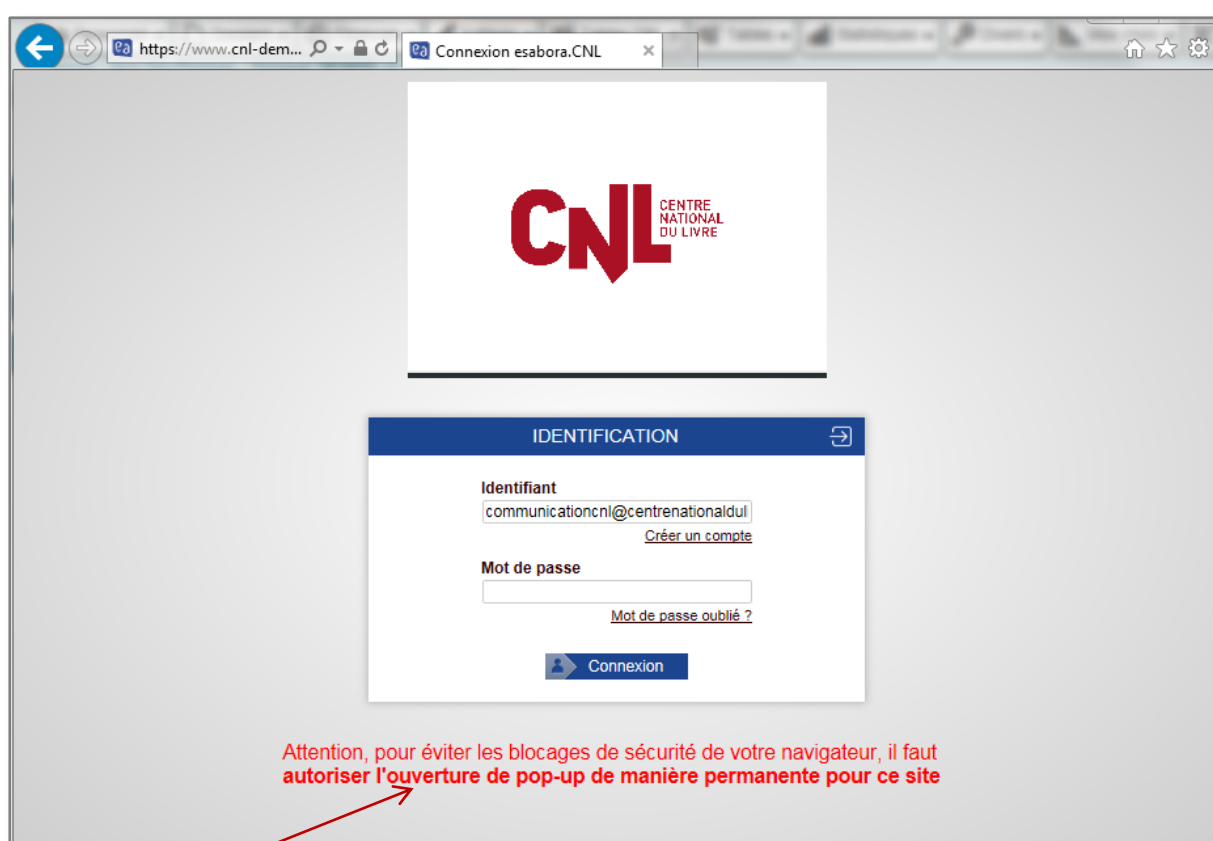 https://www.cnl-dem...
Connexion esabora.CNL
CNL
CENTRE
NATIONAL
DU LIVRE
IDENTIFICATION
Identifiant
communicationcnl@centrenationaldul
Créer un compte
Mot de passe
Mot de passe oublié ?
Connexion
Attention, pour éviter les blocages de sécurité de votre navigateur, il faut
autoriser l'ouverture de pop-up de manière permanente pour ce site